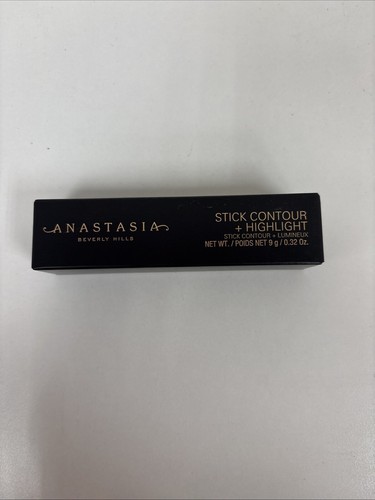 ANASTASIA
BEVERLY HILLS
STICK CONTOUR
+ HIGHLIGHT
STICK CONTOUR + LUMINEUX
NET WT. / POIDS NET 9 g / 0.32 Oz.